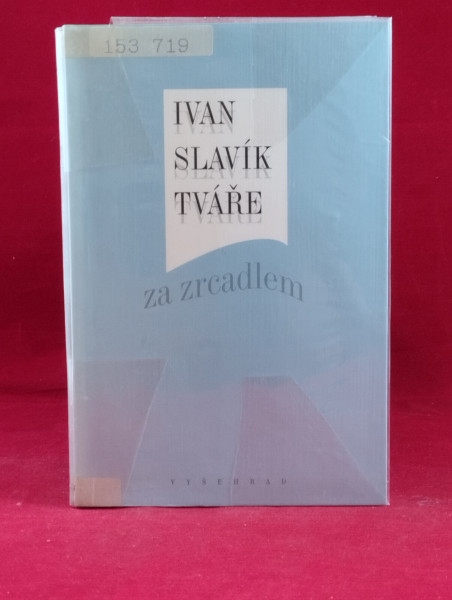 153 719
IVAN
SLAVÍK
TVÁŘE
za zrcadlem
VYŠEHRAD